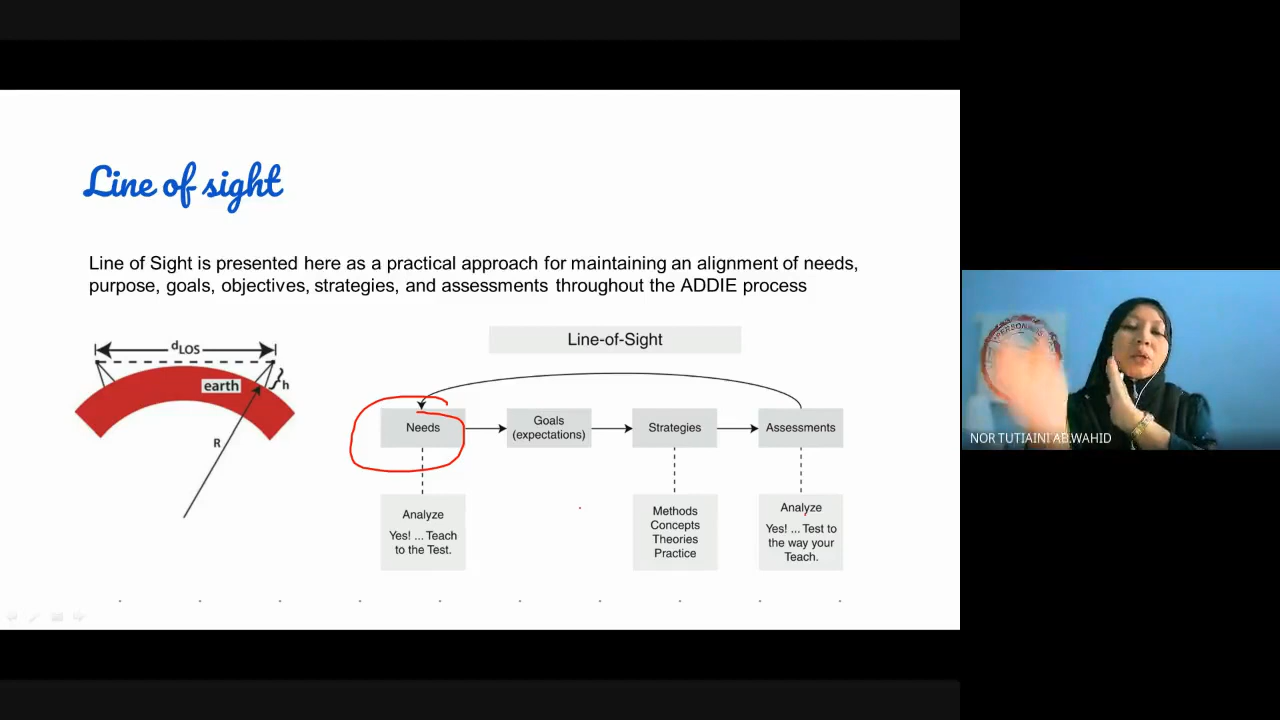 Line of sight
Line of Sight is presented here as a practical approach for maintaining an alignment of needs,
purpose, goals, objectives, strategies, and assessments throughout the ADDIE process
dLOS
earth
h
R
Line-of-Sight
Needs
Goals
(expectations)
Strategies
Assessments
Analyze
Yes! ... Teach
to the Test.
Methods
Concepts
Theories
Practice
Analyze
Yes! ... Test to
the way your
Teach.
NOR TUTIAINI AB.WAHID